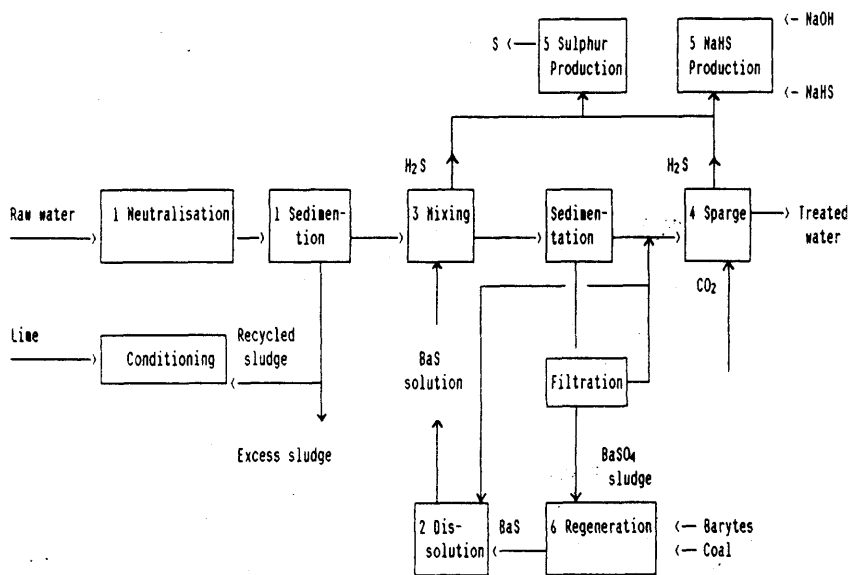 S <- 5 Sulphur
Production
5 NaHS
Production
<- NaOH
<- NaHS
H₂S
H₂S
Raw water
1 Neutralisation
1 Sedimen-
tion
3 Mixing
Sedimen-
tation
4 Sparge
Treated
water
CO₂
Lime
Conditioning
Recycled
sludge
BaS
solution
Filtration
Excess sludge
BaSO₄
sludge
2 Dis-
solution
BaS
6 Regeneration
<- Barytes
<- Coal